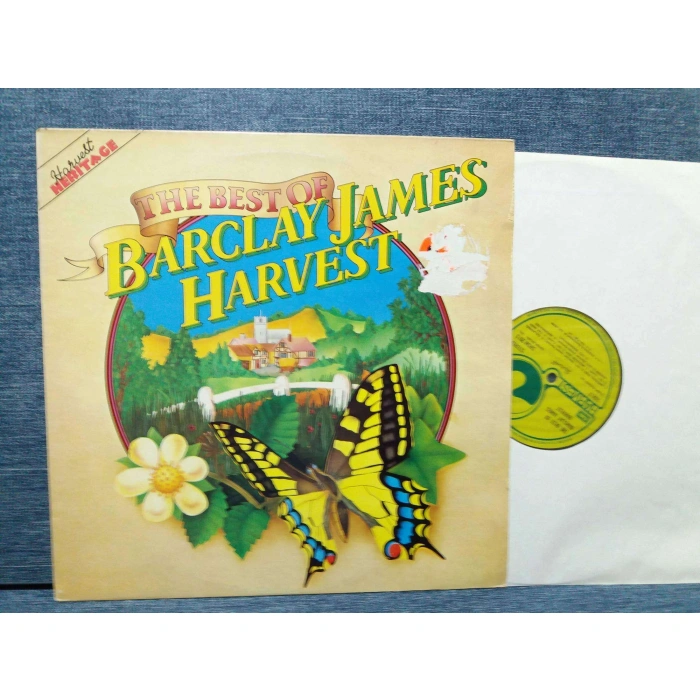 Harvest
HERITAGE
THE BEST OF
BARCLAY JAMES
HARVEST